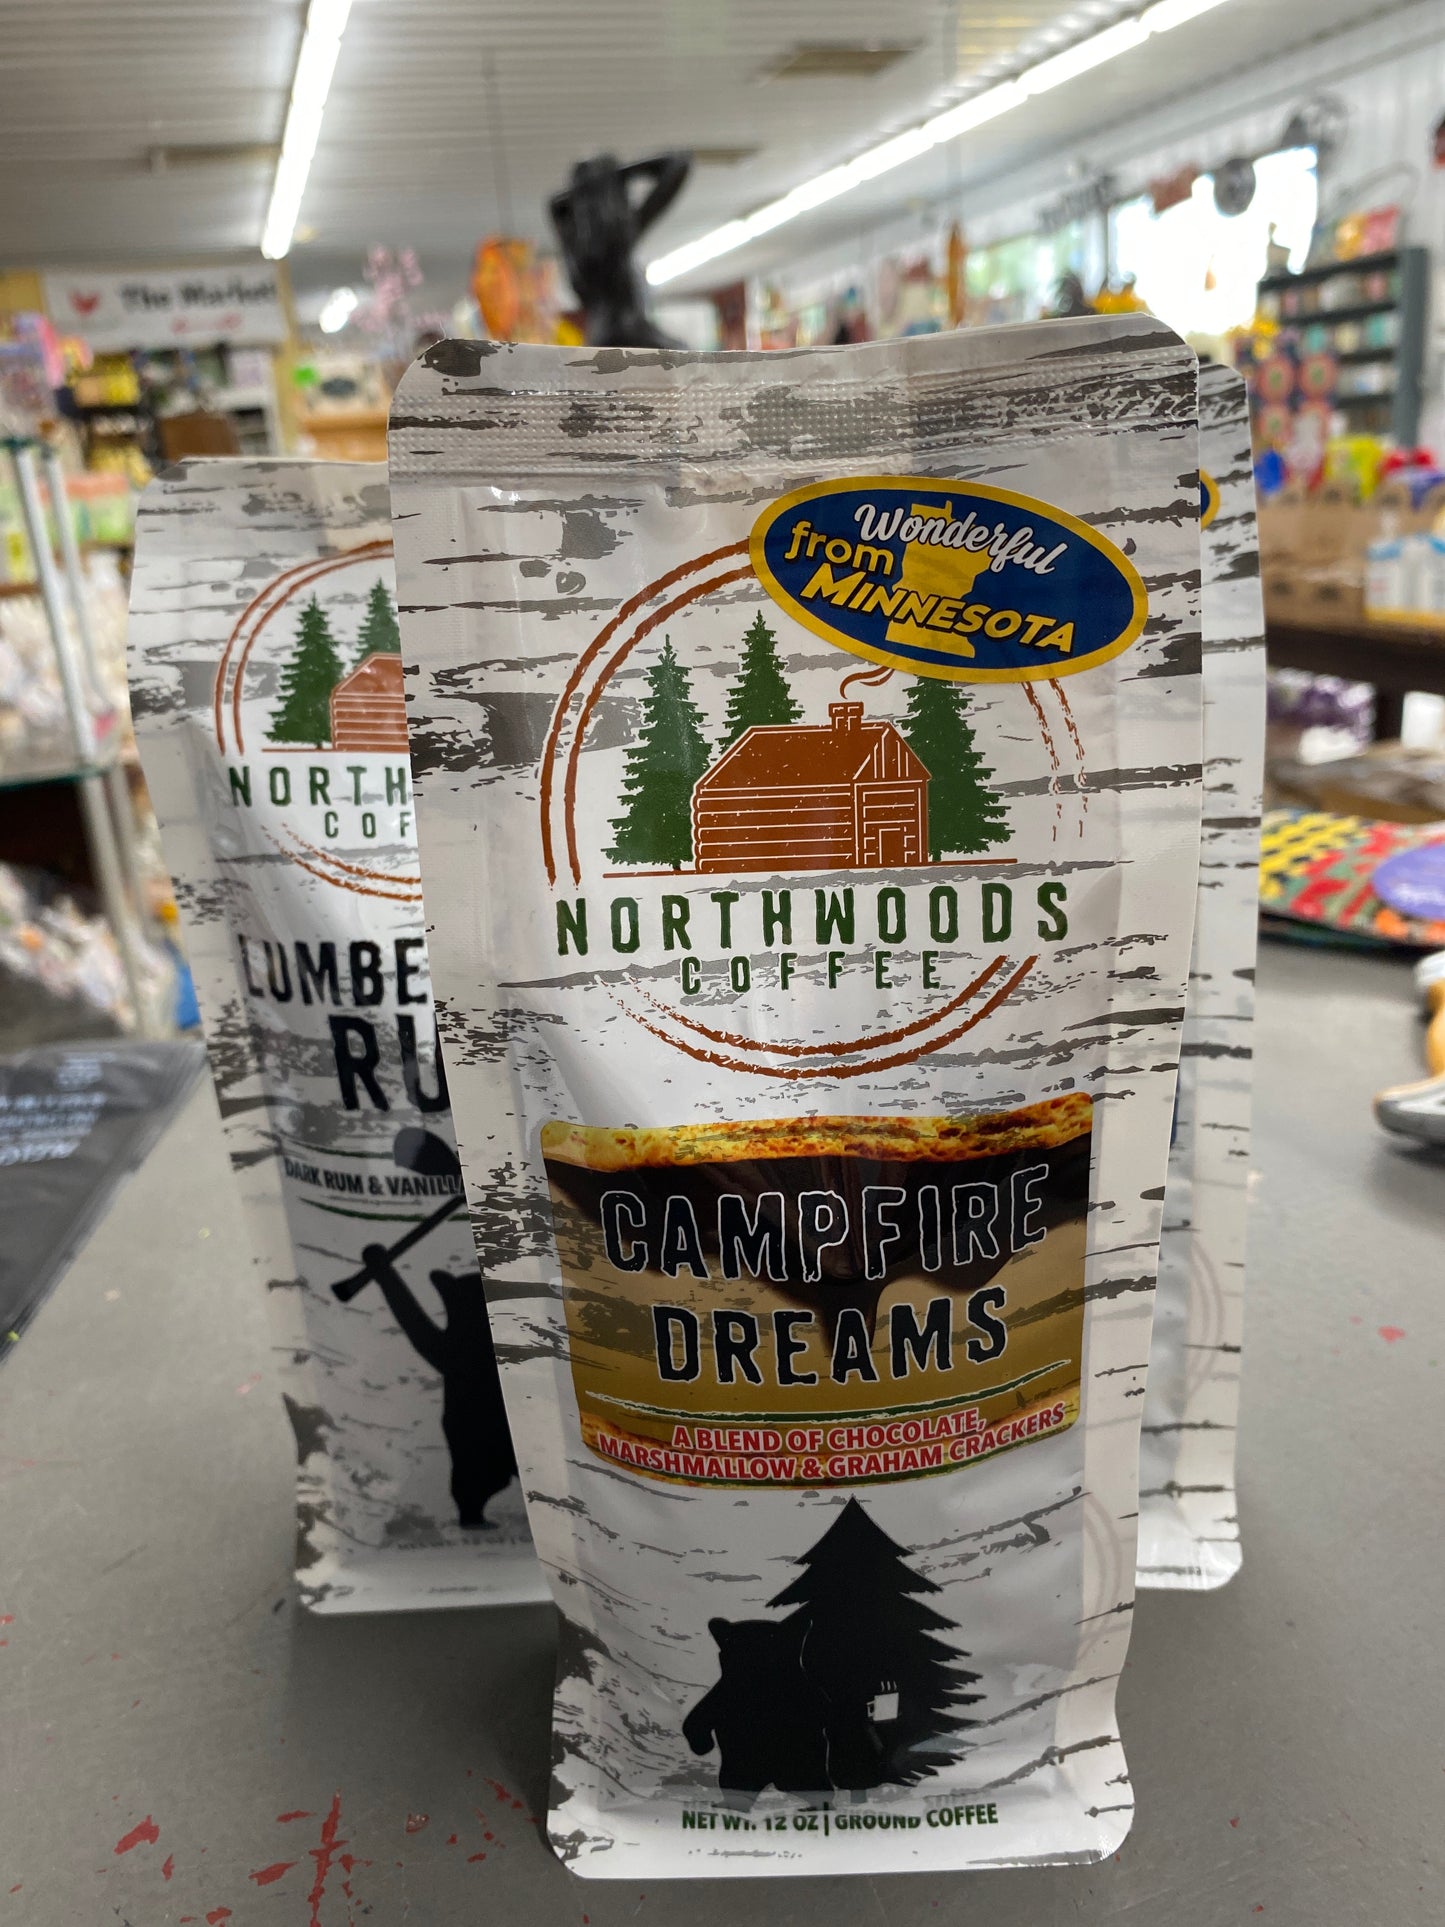 The Market
Wonderful
from
MINNESOTA
NORTHWOODS
COFFEE
CAMPFIRE
DREAMS
A BLEND OF CHOCOLATE,
MARSHMALLOW & GRAHAM CRACKERS
NET WT. 12 OZ | GROUND COFFEE
NORTH
COF
LUMBE
RU
DARK RUM & VANILL